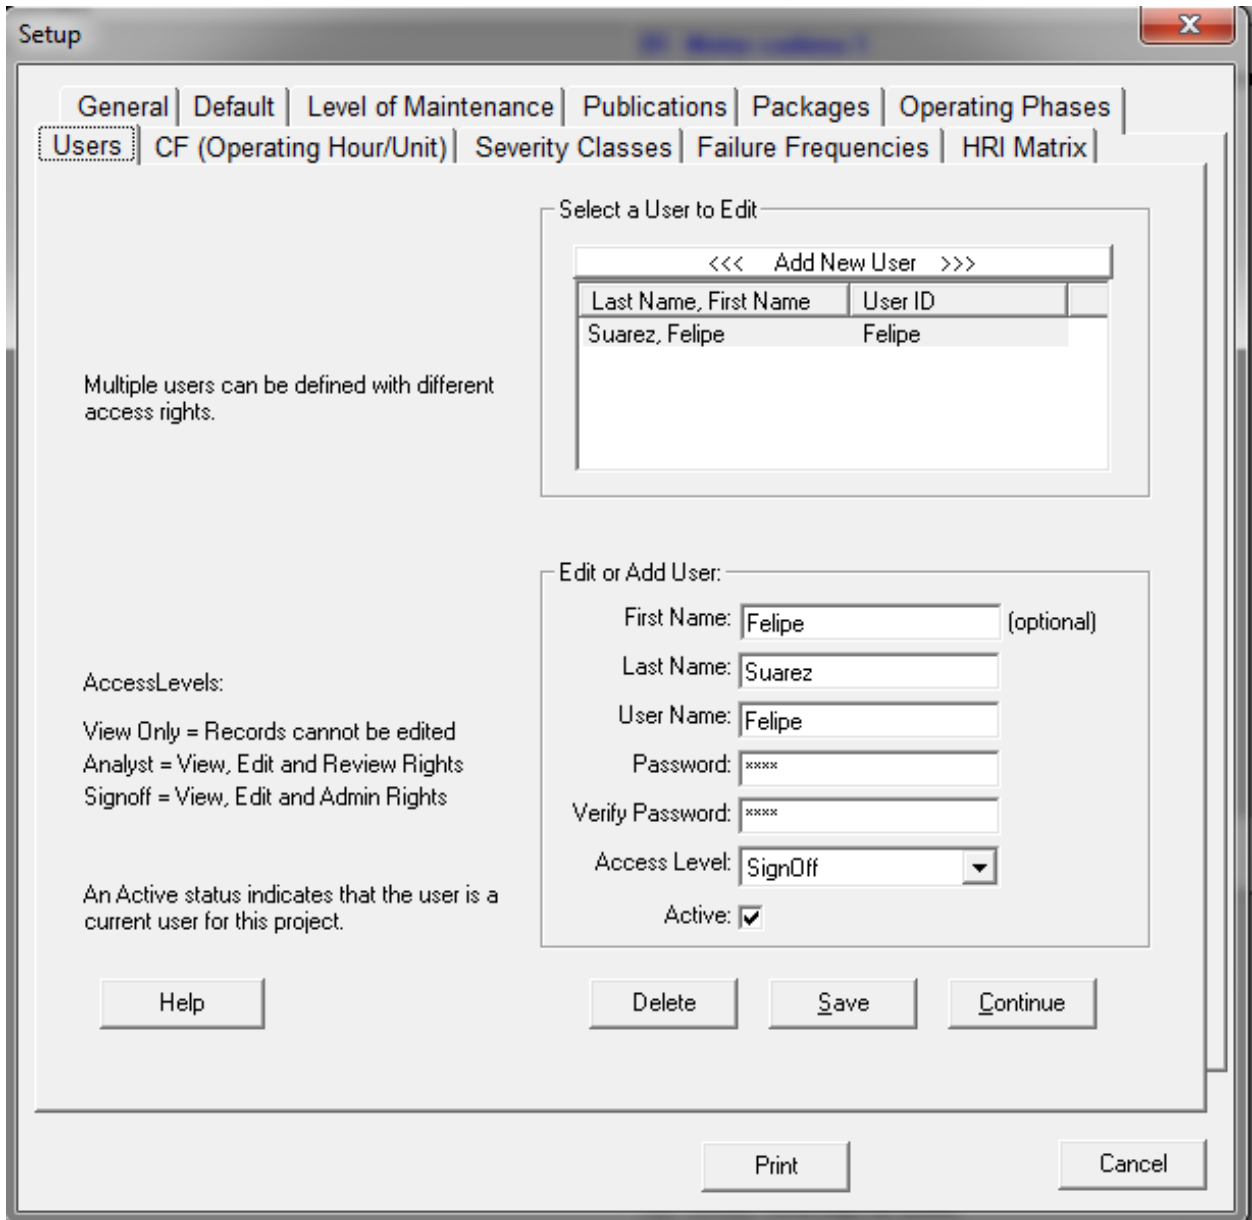 Setup
General Default Level of Maintenance Publications Packages Operating Phases
Users CF (Operating Hour/Unit) Severity Classes Failure Frequencies HRI Matrix
Select a User to Edit
<<< Add New User >>>
Last Name, First Name User ID
Suarez, Felipe Felipe
Multiple users can be defined with different
access rights.
Edit or Add User:
First Name: Felipe (optional)
Last Name: Suarez
User Name: Felipe
Password: ****
Verify Password: ****
Access Level: SignOff
Active:
AccessLevels:
View Only = Records cannot be edited
Analyst = View, Edit and Review Rights
Signoff = View, Edit and Admin Rights
An Active status indicates that the user is a
current user for this project.
Help Delete Save Continue
Print Cancel